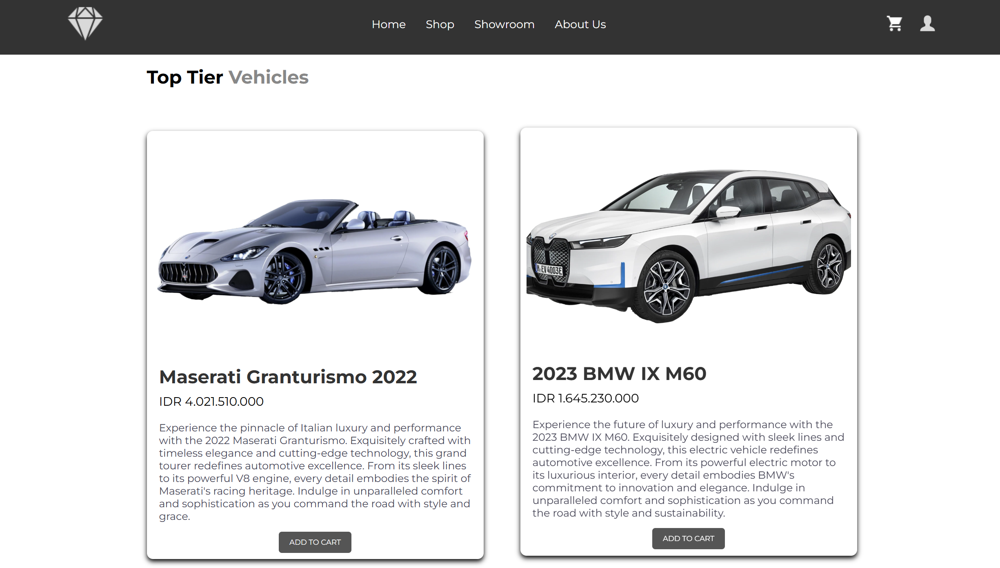 Home Shop Showroom About Us
Top Tier Vehicles
Maserati Granturismo 2022
IDR 4.021.510.000
Experience the pinnacle of Italian luxury and performance
with the 2022 Maserati Granturismo. Exquisitely crafted with
timeless elegance and cutting-edge technology, this grand
tourer redefines automotive excellence. From its sleek lines
to its powerful V8 engine, every detail embodies the spirit of
Maserati's racing heritage. Indulge in unparalleled comfort
and sophistication as you command the road with style and
grace.
ADD TO CART
M EV 4003E
2023 BMW IX M60
IDR 1.645.230.000
Experience the future of luxury and performance with the
2023 BMW IX M60. Exquisitely designed with sleek lines and
cutting-edge technology, this electric vehicle redefines
automotive excellence. From its powerful electric motor to
its luxurious interior, every detail embodies BMW's
commitment to innovation and elegance. Indulge in
unparalleled comfort and sophistication as you command
the road with style and sustainability.
ADD TO CART